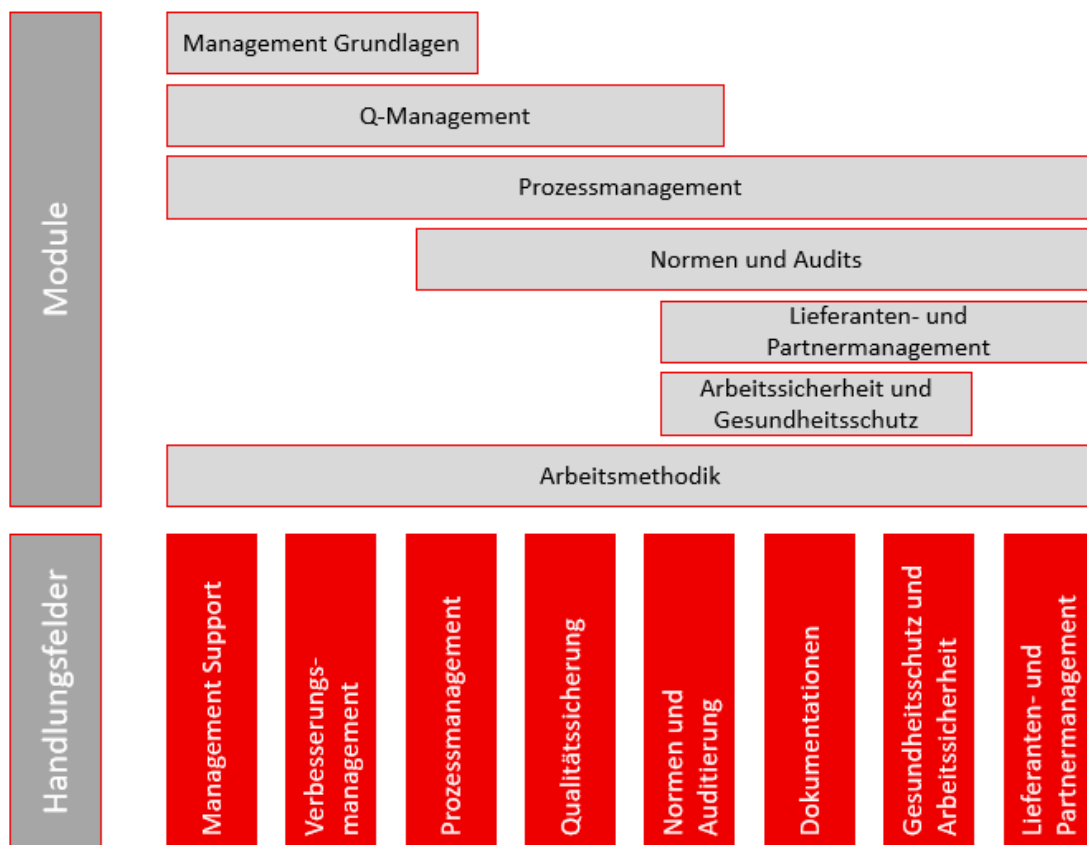 Module
Management Grundlagen
Q-Management
Prozessmanagement
Normen und Audits
Lieferanten- und
Partnermanagement
Arbeitssicherheit und
Gesundheitsschutz
Arbeitsmethodik
Handlungsfelder
Management Support
Verbesserungs-
management
Prozessmanagement
Qualitätssicherung
Normen und
Auditierung
Dokumentationen
Gesundheitsschutz und
Arbeitssicherheit
Lieferanten- und
Partnermanagement